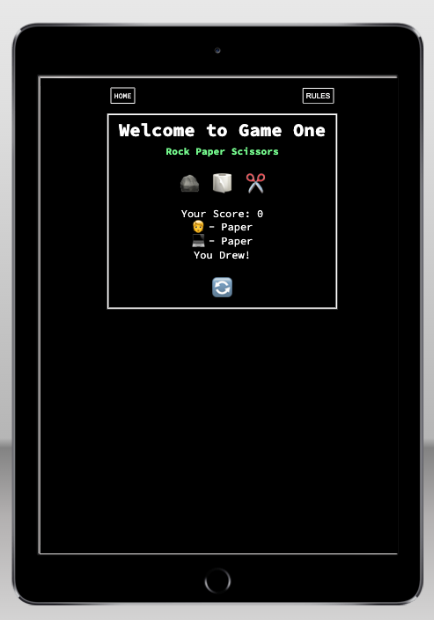 HOME RULES
Welcome to Game One
Rock Paper Scissors
Your Score: 0
- Paper
- Paper
You Drew!